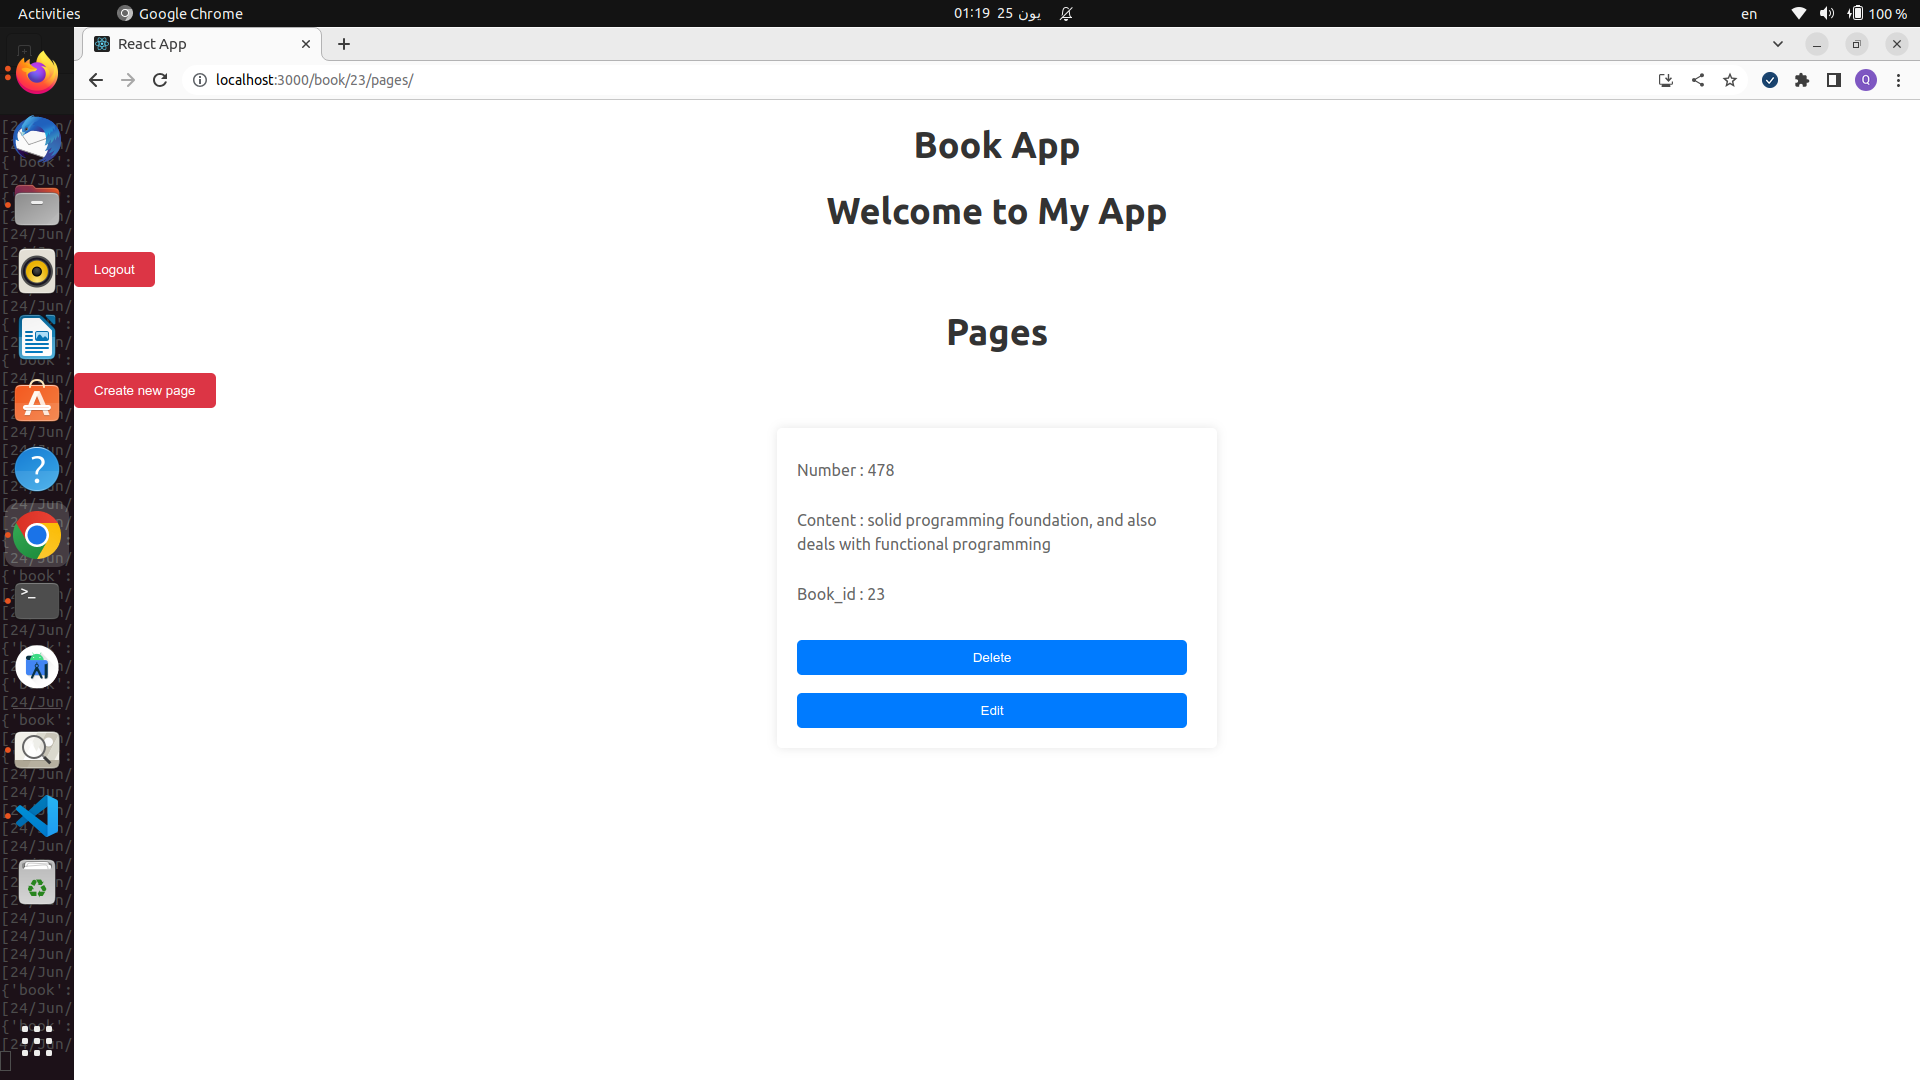 Activities
Google Chrome
01:19 25 يون
en
100 %
React App
localhost:3000/book/23/pages/
Q
Book App
Welcome to My App
Logout
Pages
Create new page
Number : 478
Content : solid programming foundation, and also
deals with functional programming
Book_id : 23
Delete
Edit